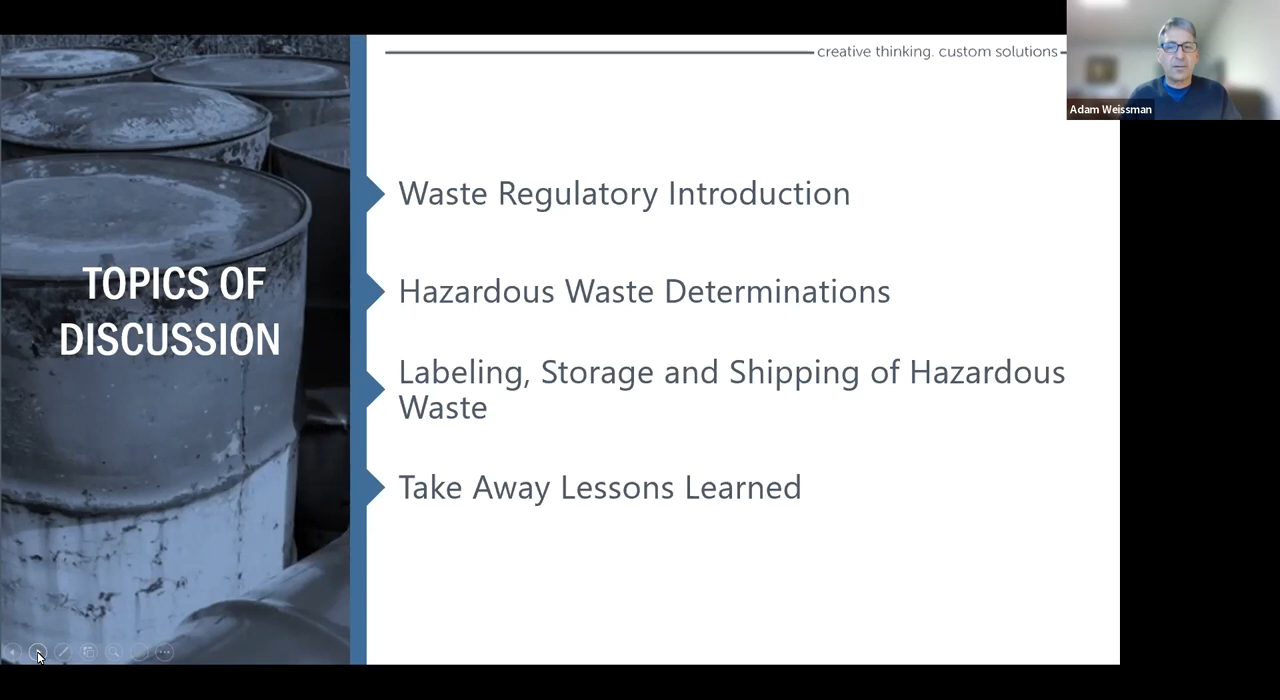 creative thinking. custom solutions
Adam Weissman
TOPICS OF
DISCUSSION
Waste Regulatory Introduction
Hazardous Waste Determinations
Labeling, Storage and Shipping of Hazardous
Waste
Take Away Lessons Learned